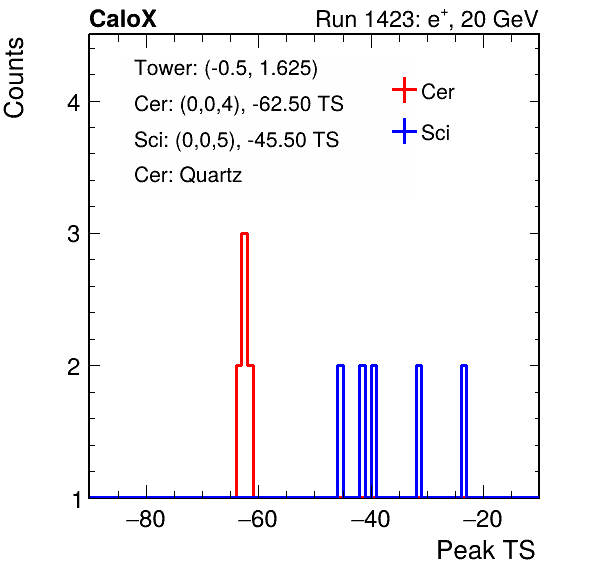 CaloX
Run 1423: e+, 20 GeV
Counts
Tower: (-0.5, 1.625)
Cer: (0,0,4), -62.50 TS
Sci: (0,0,5), -45.50 TS
Cer: Quartz
Cer
Sci
4
3
2
1
−80
−60
−40
−20
Peak TS